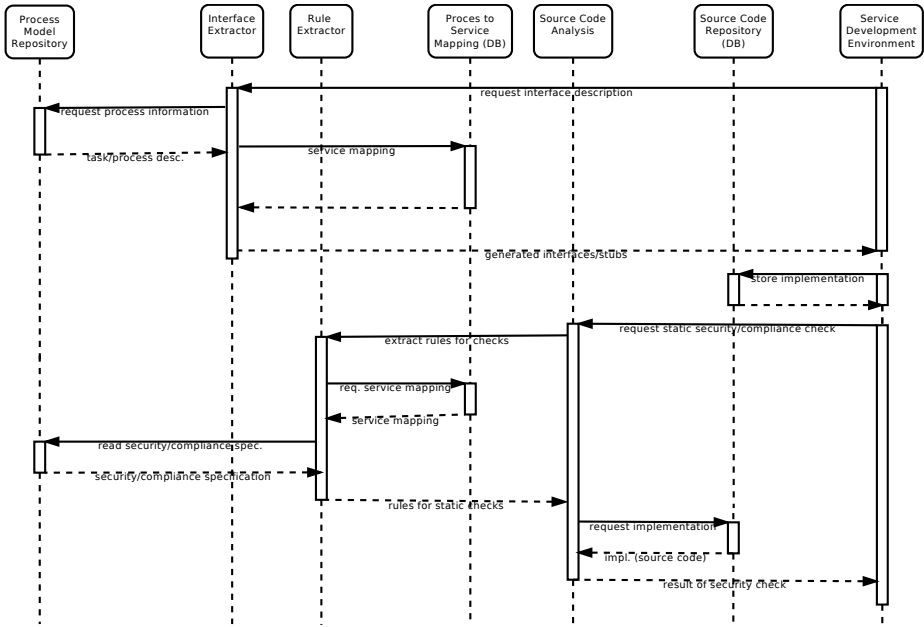 Process
Model
Repository
Interface
Extractor
Rule
Extractor
Proces to
Service
Mapping (DB)
Source Code
Analysis
Source Code
Repository
(DB)
Service
Development
Environment
request interface description
request process information
service mapping
task/process desc.
generated interfaces/stubs
store implementation
request static security/compliance check
extract rules for checks
req. service mapping
service mapping
read security/compliance spec.
security/compliance specification
rules for static checks
request implementation
impl. (source code)
result of security check